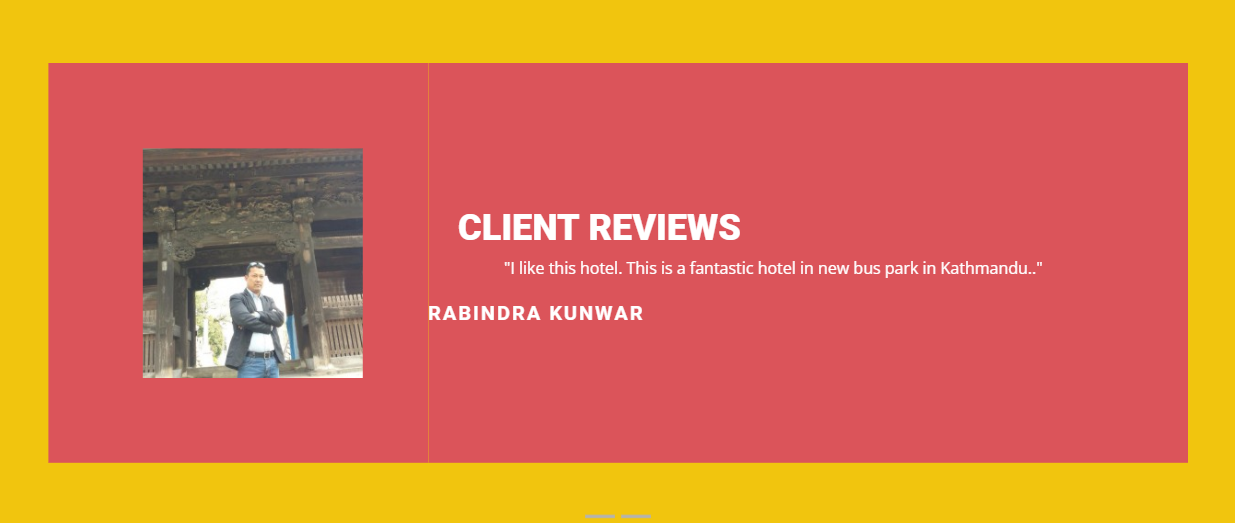 CLIENT REVIEWS
"I like this hotel. This is a fantastic hotel in new bus park in Kathmandu.."
RABINDRA KUNWAR